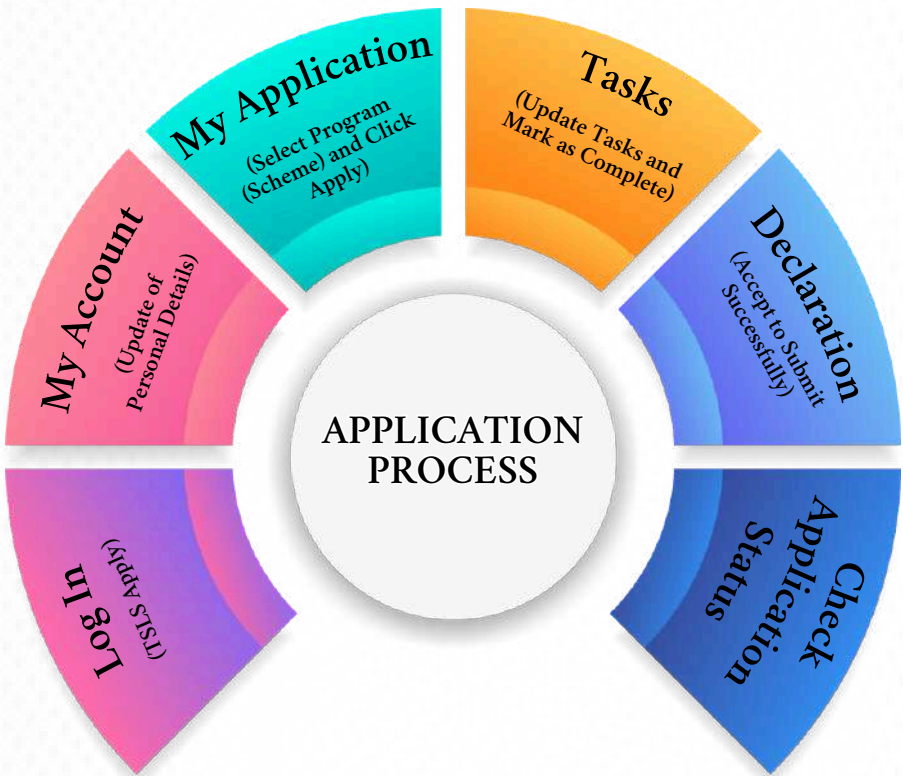 APPLICATION
PROCESS
Log In
(TSLS Apply)
My Account
(Update of
Personal Details)
My Application
(Select Program
(Scheme) and Click
Apply)
Tasks
(Update Tasks and
Mark as Complete)
Declaration
(Accept to Submit
Successfully)
Check
Application
Status